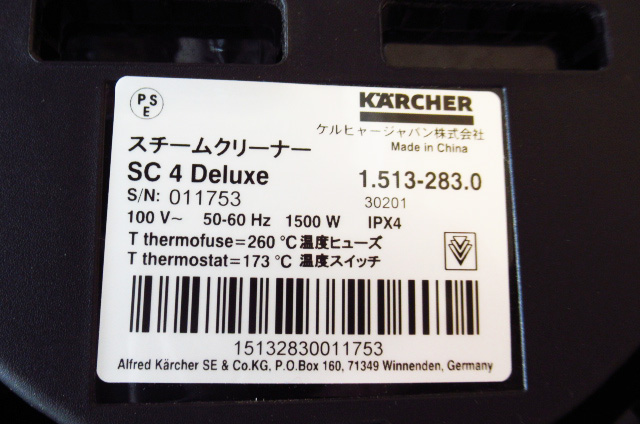 PS
E
KÄRCHER
ケルヒャージャパン株式会社
Made in China
スチームクリーナー
SC 4 Deluxe 1.513-283.0
S/N: 011753 30201
100 V~ 50-60 Hz 1500 W IPX4
T thermofuse=260 °C 温度ヒューズ
T thermostat=173 °C 温度スイッチ
15132830011753
Alfred Kärcher SE & Co.KG, P.O.Box 160, 71349 Winnenden, Germany